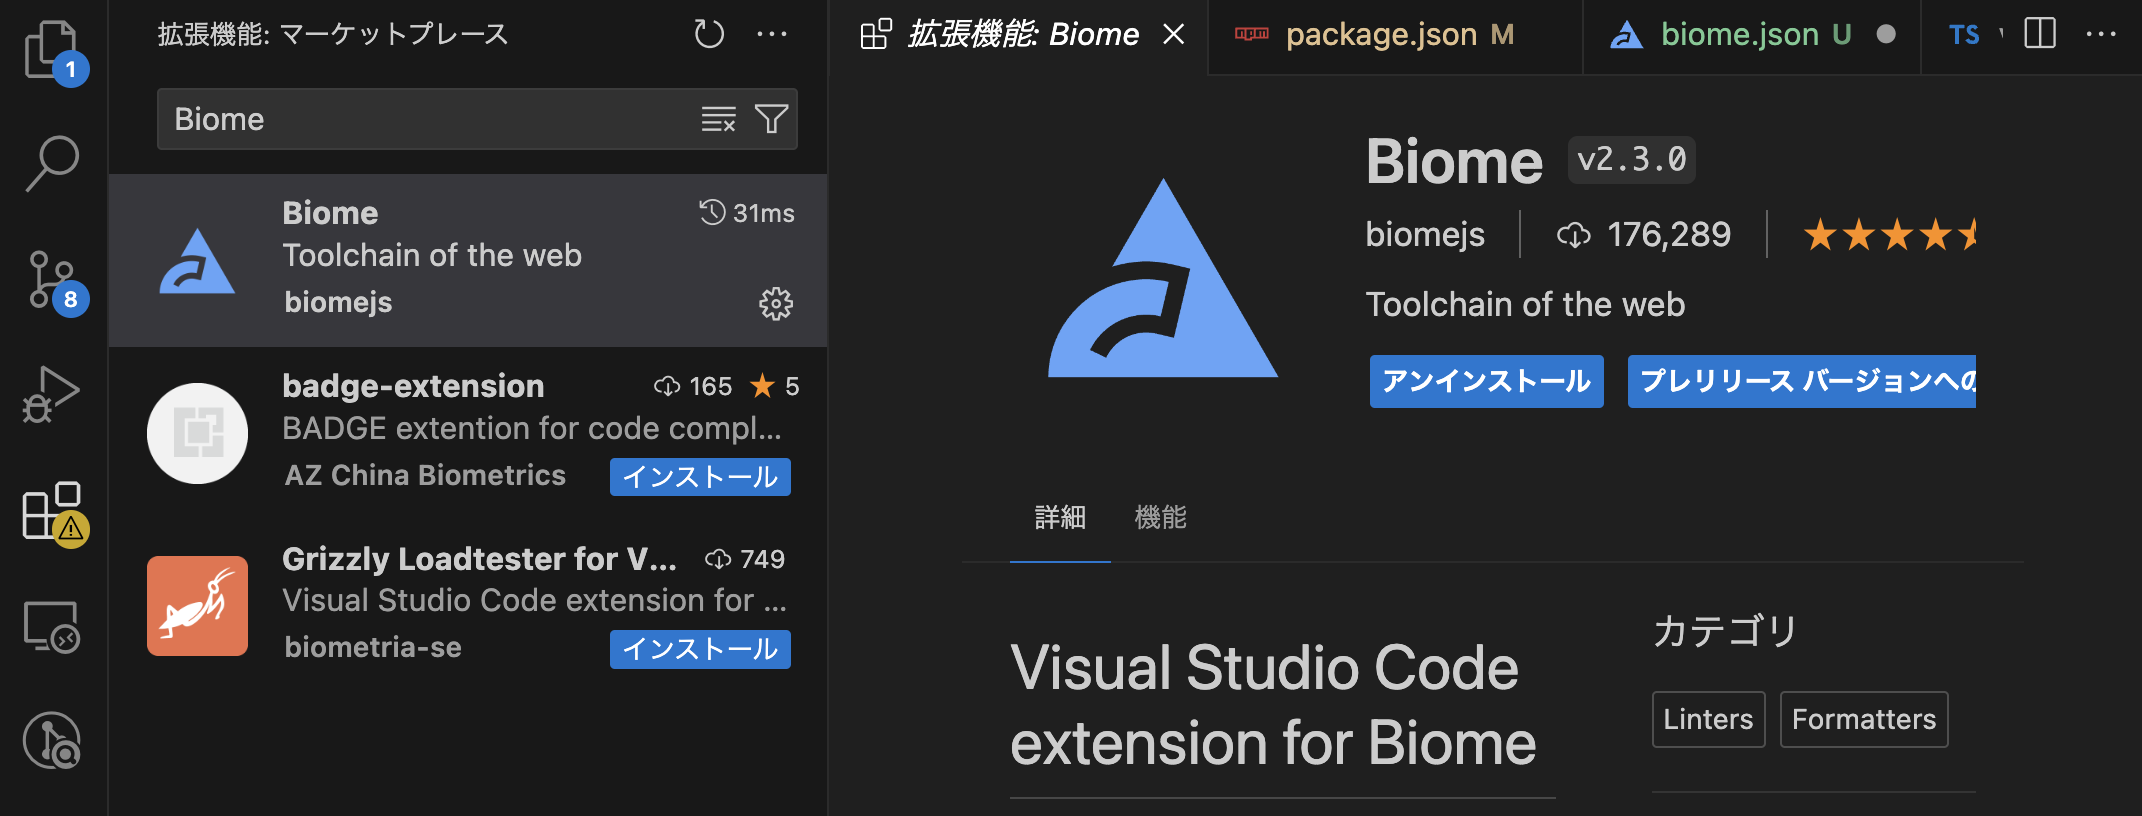 拡張機能: マーケットプレース
Biome
Biome 31ms
Toolchain of the web
biomejs
badge-extension 165 ★ 5
BADGE extention for code compl...
AZ China Biometrics インストール
Grizzly Loadtester for V... 749
Visual Studio Code extension for ...
biometria-se インストール
1
8
拡張機能: Biome
package.json M
biome.json U
TS
Biome v2.3.0
biomejs 176,289
Toolchain of the web
アンインストール プレリリース バージョンへの
詳細 機能
Visual Studio Code
extension for Biome
カテゴリ
Linters Formatters